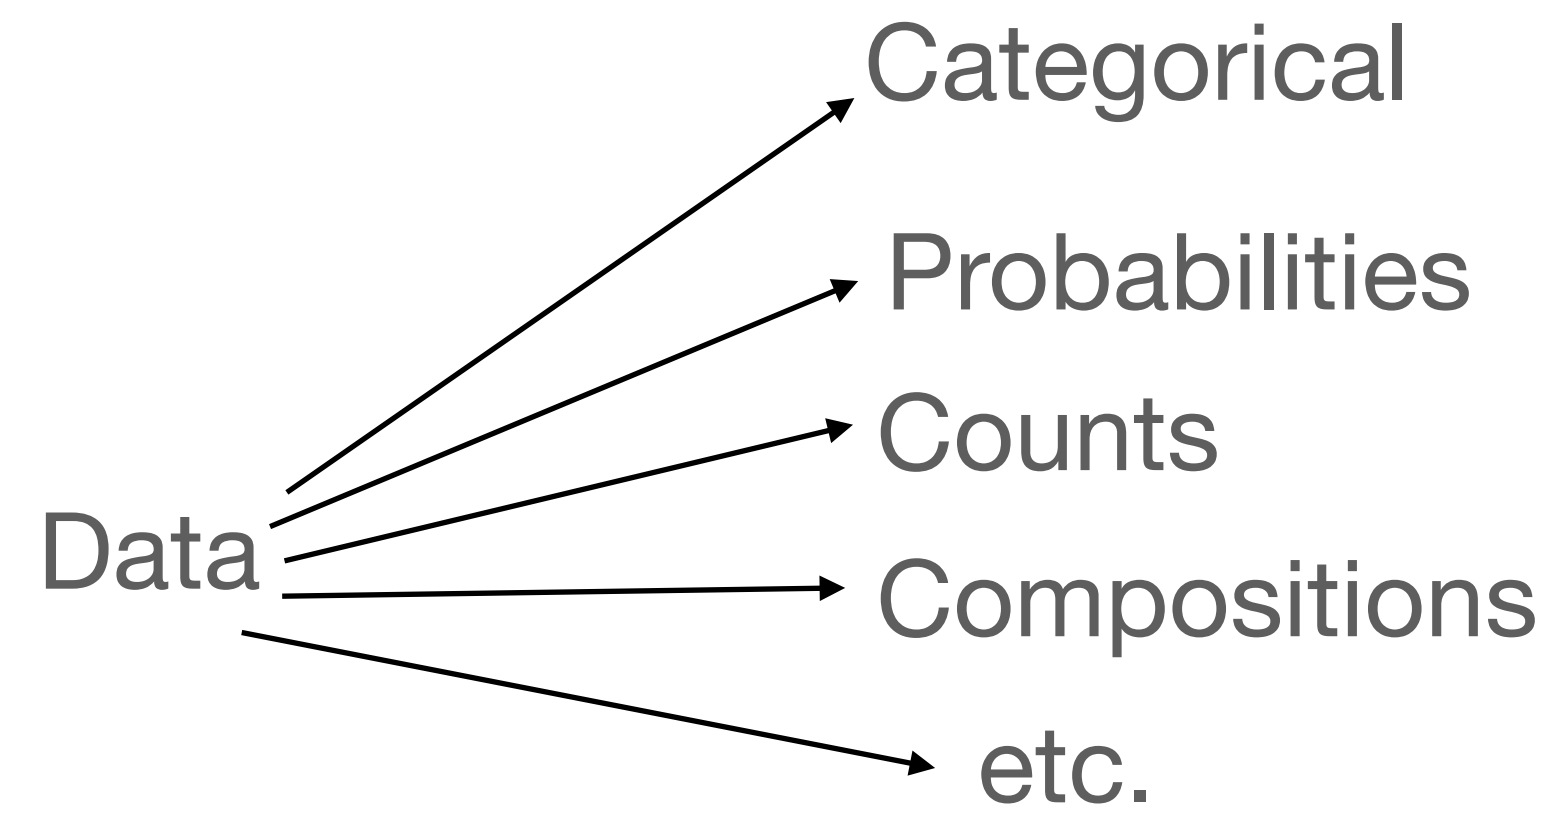 Categorical
Probabilities
Counts
Data
Compositions
etc.